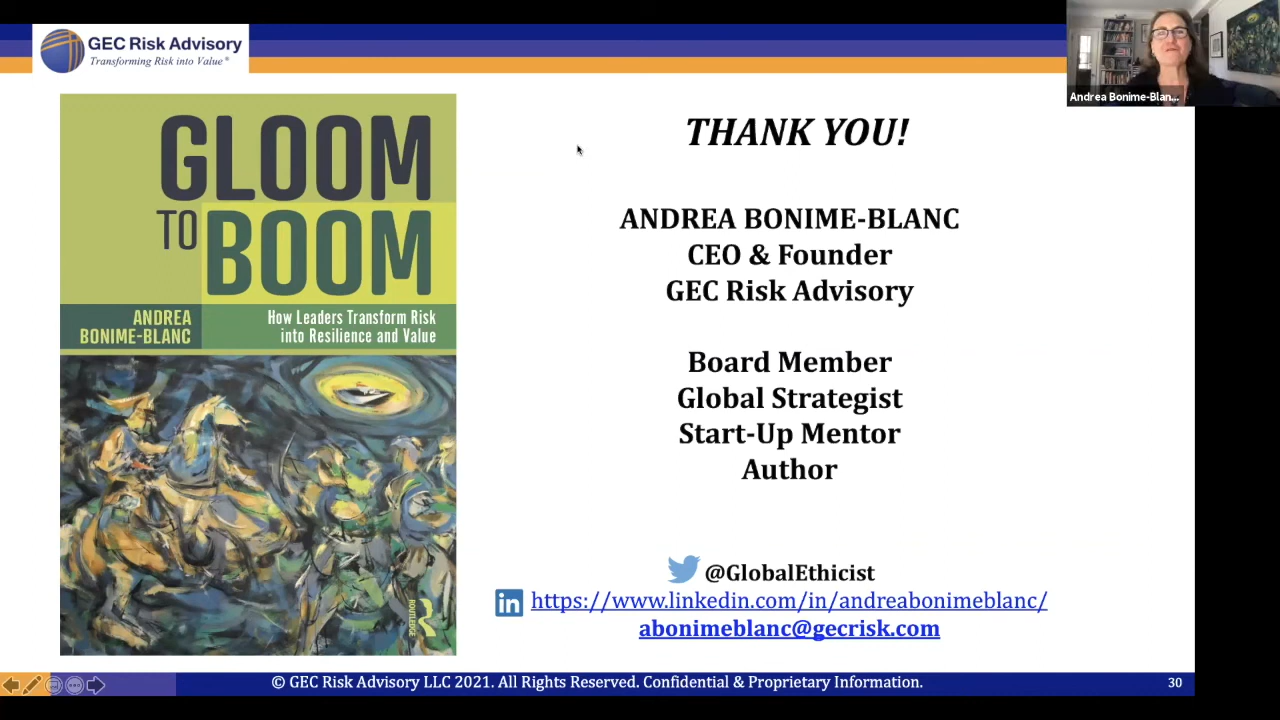 GEC Risk Advisory
Transforming Risk into Value®
Andrea Bonime-Blan...
GLOOM
TO BOOM
ANDREA
BONIME-BLANC
How Leaders Transform Risk
into Resilience and Value
ROUTLEDGE
THANK YOU!
ANDREA BONIME-BLANC
CEO & Founder
GEC Risk Advisory
Board Member
Global Strategist
Start-Up Mentor
Author
@GlobalEthicist
in https://www.linkedin.com/in/andreabonimeblanc/
abonimeblanc@gecrisk.com
© GEC Risk Advisory LLC 2021. All Rights Reserved. Confidential & Proprietary Information.
30